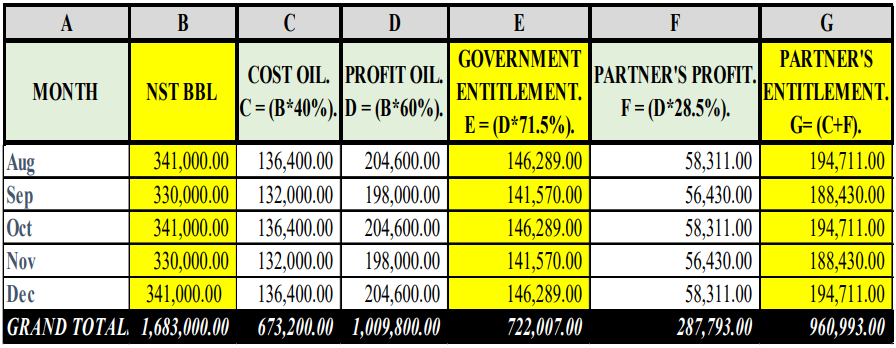 A B C D E F G
MONTH NST BBL COST OIL. C = (B*40%). PROFIT OIL. D = (B*60%). GOVERNMENT ENTITLEMENT. E = (D*71.5%). PARTNER'S PROFIT. F = (D*28.5%). PARTNER'S ENTITLEMENT. G= (C+F).
Aug 341,000.00 136,400.00 204,600.00 146,289.00 58,311.00 194,711.00
Sep 330,000.00 132,000.00 198,000.00 141,570.00 56,430.00 188,430.00
Oct 341,000.00 136,400.00 204,600.00 146,289.00 58,311.00 194,711.00
Nov 330,000.00 132,000.00 198,000.00 141,570.00 56,430.00 188,430.00
Dec 341,000.00 136,400.00 204,600.00 146,289.00 58,311.00 194,711.00
GRAND TOTAL. 1,683,000.00 673,200.00 1,009,800.00 722,007.00 287,793.00 960,993.00